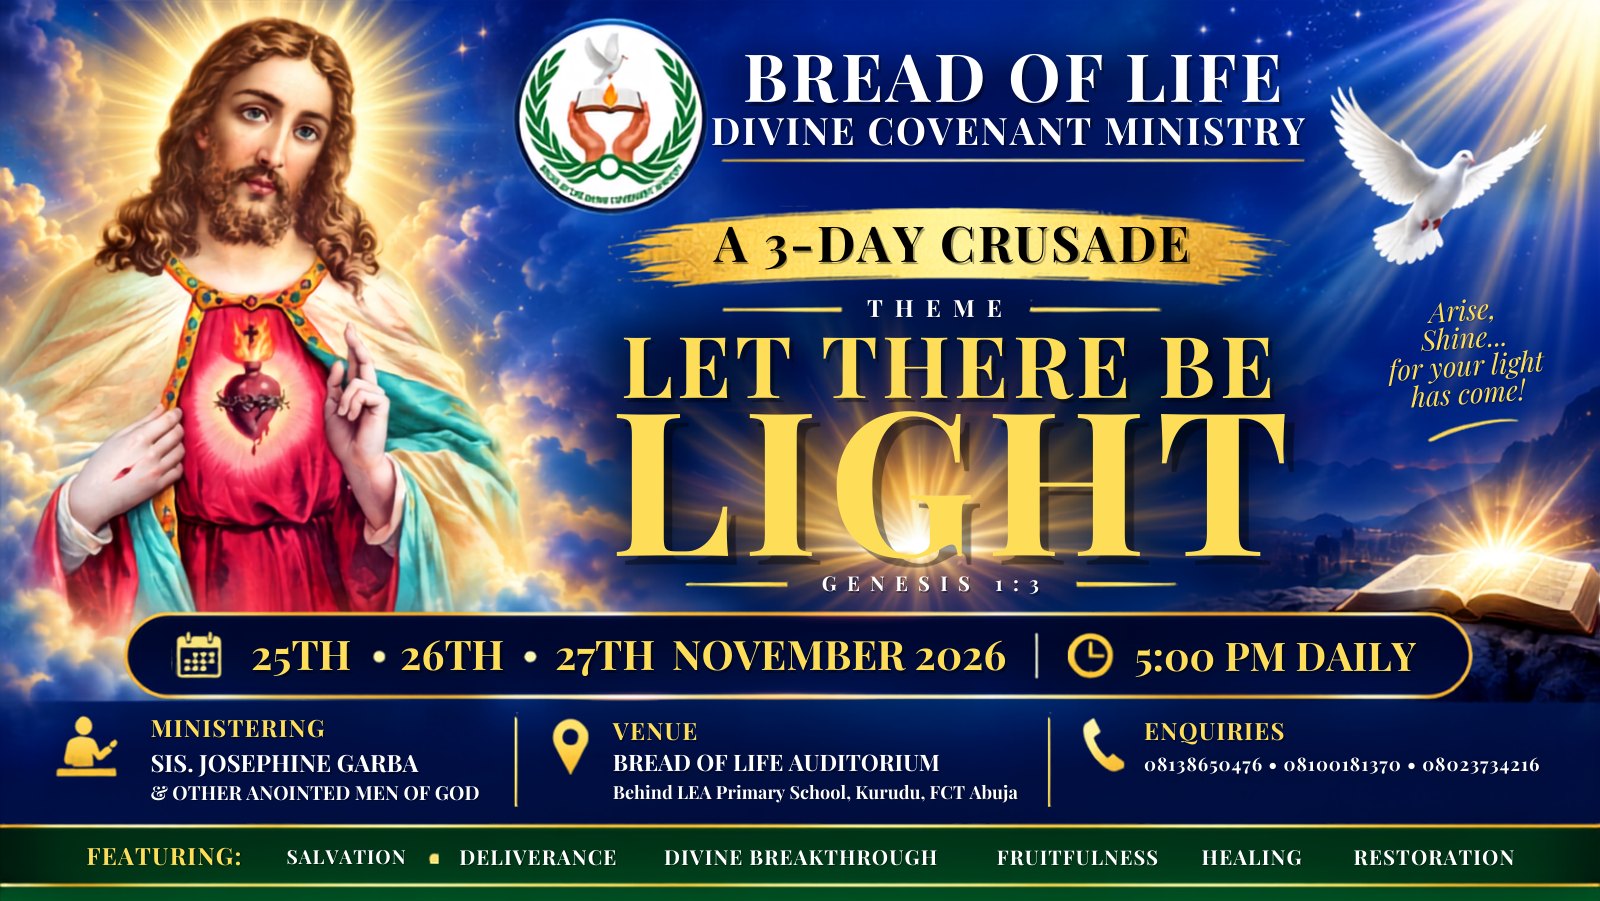 BREAD OF LIFE
DIVINE COVENANT MINISTRY
A 3-DAY CRUSADE
THEME
LET THERE BE
LIGHT
GENESIS 1:3
Arise,
Shine...
for your light
has come!
25TH • 26TH • 27TH NOVEMBER 2026
5:00 PM DAILY
MINISTERING
SIS. JOSEPHINE GARBA
& OTHER ANOINTED MEN OF GOD
VENUE
BREAD OF LIFE AUDITORIUM
Behind LEA Primary School, Kurudu, FCT Abuja
ENQUIRIES
08138650476 • 08100181370 • 08023734216
FEATURING: SALVATION ▪ DELIVERANCE DIVINE BREAKTHROUGH FRUITFULNESS HEALING RESTORATION